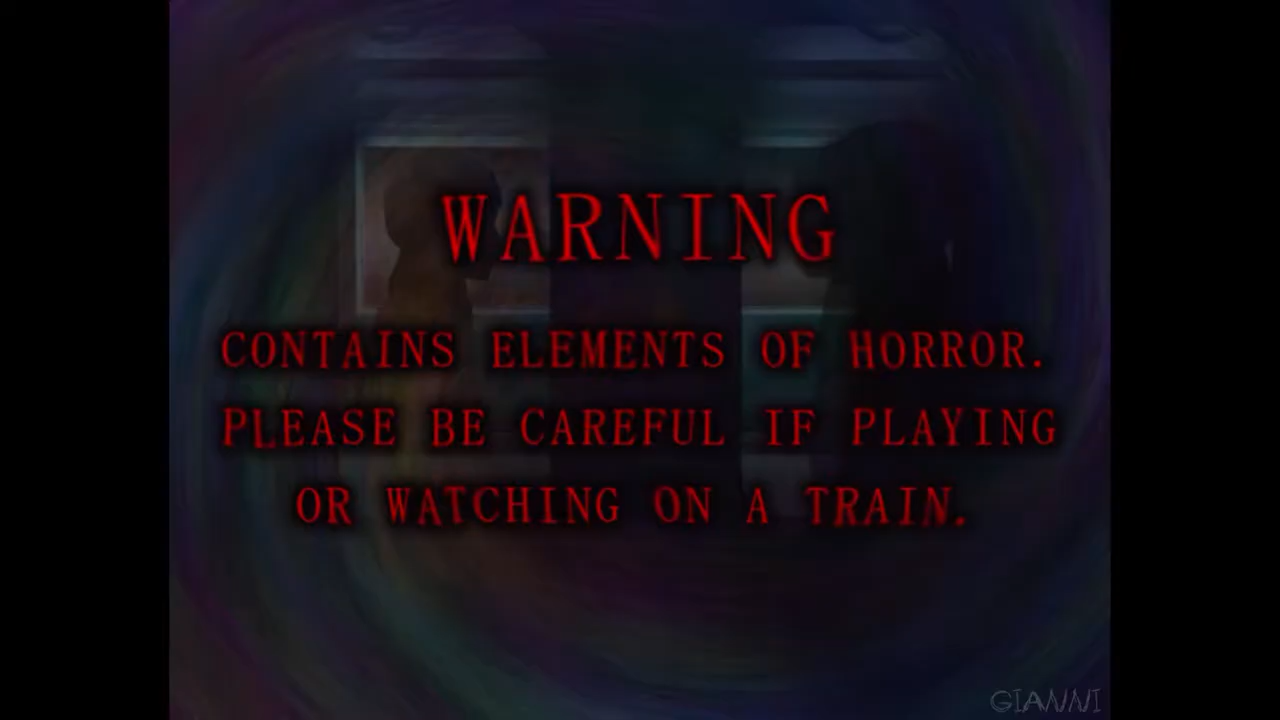 WARNING
CONTAINS ELEMENTS OF HORROR.
PLEASE BE CAREFUL IF PLAYING
OR WATCHING ON A TRAIN.
GIANNI